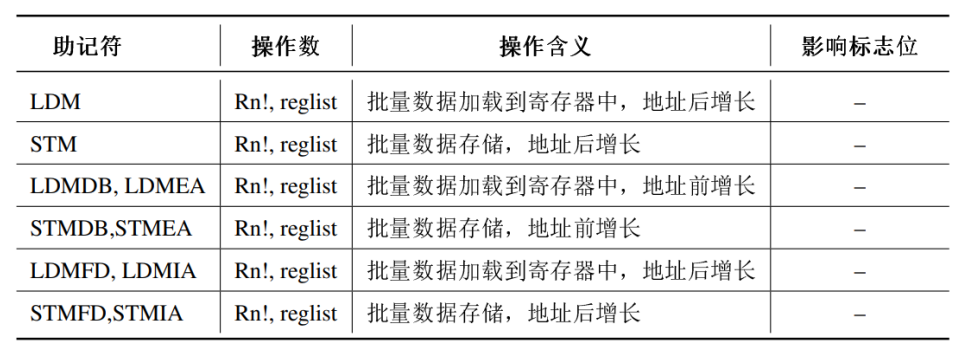 助记符 操作数 操作含义 影响标志位
LDM Rn!, reglist 批量数据加载到寄存器中，地址后增长 –
STM Rn!, reglist 批量数据存储，地址后增长 –
LDMDB, LDMEA Rn!, reglist 批量数据加载到寄存器中，地址前增长 –
STMDB,STMEA Rn!, reglist 批量数据存储，地址前增长 –
LDMFD, LDMIA Rn!, reglist 批量数据加载到寄存器中，地址后增长 –
STMFD,STMIA Rn!, reglist 批量数据存储，地址后增长 –